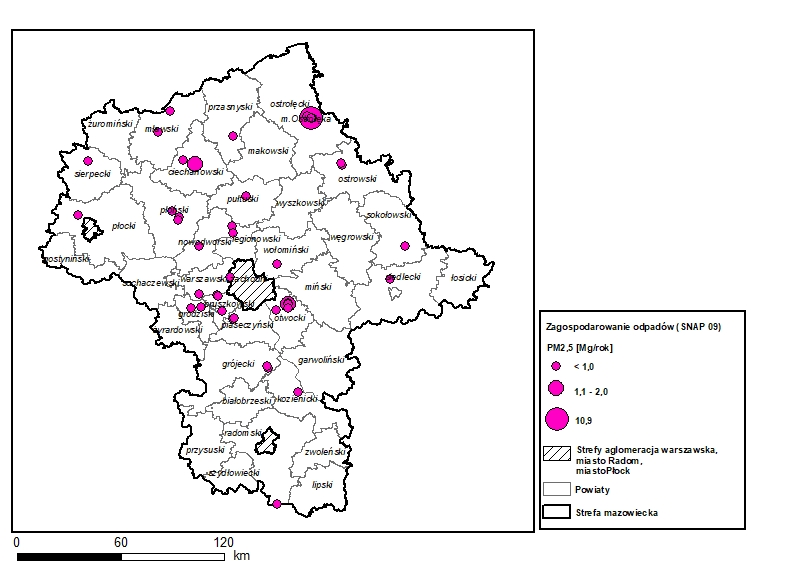 ostrołęcki
przasnyski
żuromiński
mławski
makowski
ciechanowski
sierpecki
ostrowski
pułtuski
wyszkowski
płoński
sokołowski
płocki
węgrowski
nowodworski
legionowski
wołomiński
gostyniński
sochaczewski
miński
siedlecki
łosicki
pruszkowski
grodziski
otwocki
piaseczyński
żyrardowski
grójecki
garwoliński
białobrzeski
kozienicki
radomski
zwoleński
przysuski
szydłowiecki
lipski
0 60 120
km
Zagospodarowanie odpadów (SNAP 09)
PM2,5 [Mg/rok]
< 1,0
1,1 - 2,0
10,9
Strefy aglomeracja warszawska,
miasto Radom,
miastoPłock
Powiaty
Strefa mazowiecka